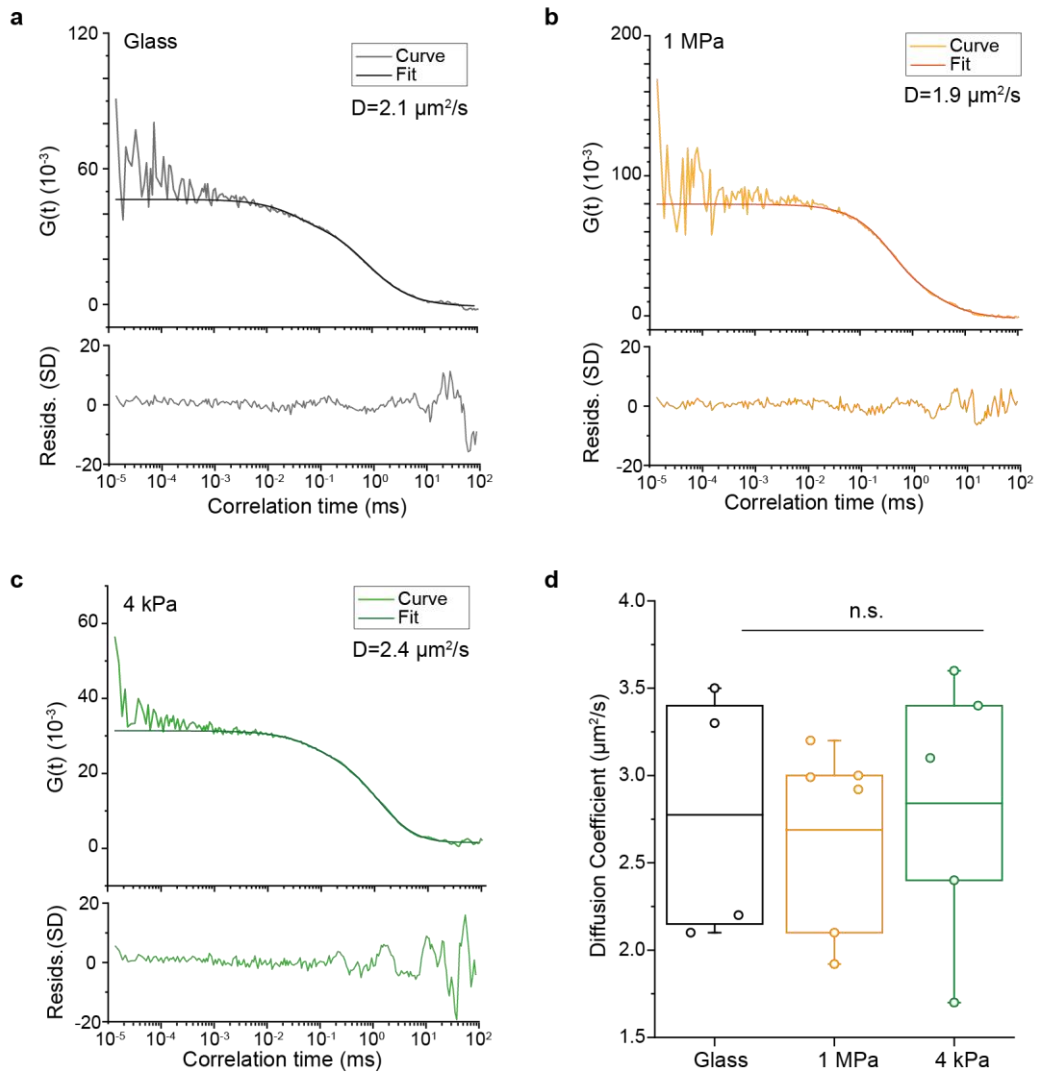 a
Glass
Curve
Fit
D=2.1 µm²/s
120
60
0
G(t) (10⁻³)
20
0
-20
Resids. (SD)
10⁻⁵ 10⁻⁴ 10⁻³ 10⁻² 10⁻¹ 10⁰ 10¹ 10²
Correlation time (ms)
b
1 MPa
Curve
Fit
D=1.9 µm²/s
200
100
0
G(t) (10⁻³)
20
0
-20
Resids. (SD)
10⁻⁵ 10⁻⁴ 10⁻³ 10⁻² 10⁻¹ 10⁰ 10¹ 10²
Correlation time (ms)
c
4 kPa
Curve
Fit
D=2.4 µm²/s
60
40
20
0
G(t) (10⁻³)
20
0
-20
Resids.(SD)
10⁻⁵ 10⁻⁴ 10⁻³ 10⁻² 10⁻¹ 10⁰ 10¹ 10²
Correlation time (ms)
d
n.s.
4.0
3.5
3.0
2.5
2.0
1.5
Diffusion Coefficient (µm²/s)
Glass 1 MPa 4 kPa